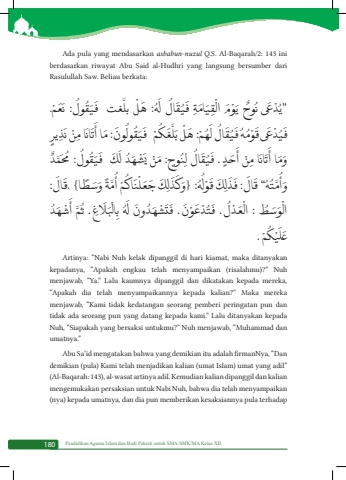 Ada pula yang mendasarkan asbabun-nuzul Q.S. Al-Baqarah/2: 143 ini
berdasarkan riwayat Abu Said al-Hudhri yang langsung bersumber dari
Rasulullah Saw. Beliau berkata:
"يُدْعَى نُوحٌ يَوْمَ الْقِيَامَةِ فَيُقَالُ لَهُ: هَلْ بلَّغت فَيَقُولُ: نَعَمْ.
فَيُدْعَى قَوْمُهُ فَيُقَالُ لَهُمْ: هَلْ بَلَّغَكُمْ فَيَقُولُونَ: مَا أَتَانَا مِنْ نَذِيرٍ
وَمَا أَتَانَا مِنْ أَحَدٍ. فَيُقَالُ لِنُوحٍ: مَنْ يَشْهَدُ لَكَ فَيَقُولُ: مُحَمَّدٌ
وَأُمَّتُهُ" قَالَ: فَذَلِكَ قَوْلُهُ: {وَكَذَلِكَ جَعَلْنَاكُمْ أُمَّةً وَسَطًا} .قَالَ:
الْوَسَطُ : الْعَدْلُ. فَتُدْعَوْنَ. فَتَشْهَدُونَ لَهُ بِالْبَلَاغِ. ثُمَّ أَشْهَدُ
عَلَيْكُمْ .
Artinya: "Nabi Nuh kelak dipanggil di hari kiamat, maka ditanyakan
kepadanya, "Apakah engkau telah menyampaikan (risalahmu)?" Nuh
menjawab, "Ya." Lalu kaumnya dipanggil dan dikatakan kepada mereka,
"Apakah dia telah menyampaikannya kepada kalian?" Maka mereka
menjawab, "Kami tidak kedatangan seorang pemberi peringatan pun dan
tidak ada seorang pun yang datang kepada kami." Lalu ditanyakan kepada
Nuh, "Siapakah yang bersaksi untukmu?" Nuh menjawab, "Muhammad dan
umatnya."
Abu Sa'id mengatakan bahwa yang demikian itu adalah firmanNya, "Dan
demikian (pula) Kami telah menjadikan kalian (umat Islam) umat yang adil"
(Al-Baqarah: 143), al-wasat artinya adil. Kemudian kalian dipanggil dan kalian
mengemukakan persaksian untuk Nabi Nuh, bahwa dia telah menyampaikan
(nya) kepada umatnya, dan dia pun memberikan kesaksiannya pula terhadap
180 Pendidikan Agama Islam dan Budi Pekerti untuk SMA/SMK/MA Kelas XII